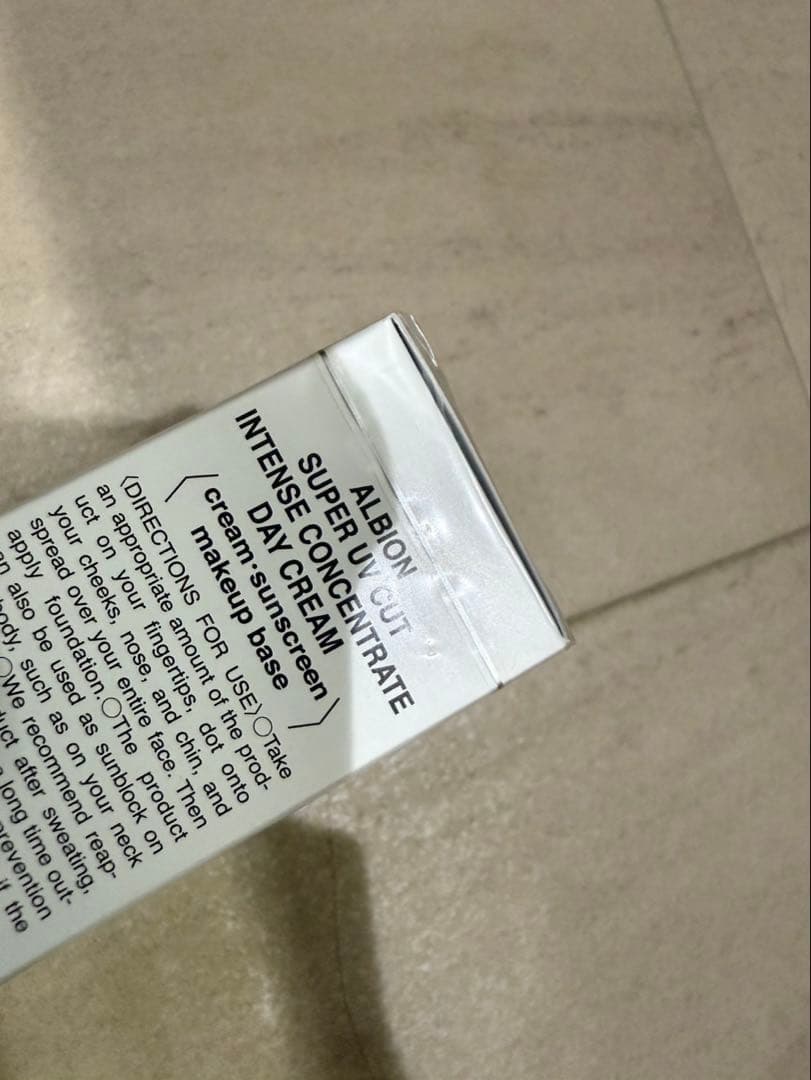 ALBION
SUPER UV CUT
INTENSE CONCENTRATE
DAY CREAM
cream·sunscreen
makeup base
〈DIRECTIONS FOR USE〉○Take
an appropriate amount of the prod-
uct on your fingertips, dot onto
your cheeks, nose, and chin, and
spread over your entire face. Then
apply foundation.○The product
also be used as sunblock on
body, such as on your neck
○We recommend reap-
after sweating,
long time out-
prevention
if the